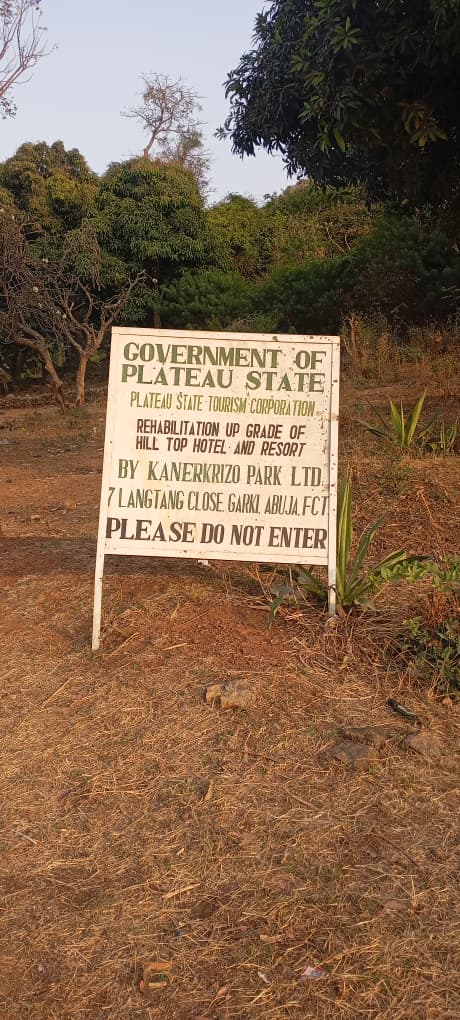 GOVERNMENT OF
PLATEAU STATE
PLATEAU STATE TOURISM CORPORATION
REHABILITATION UP GRADE OF
HILL TOP HOTEL AND RESORT
BY KANERKRIZO PARK LTD.
7 LANGTANG CLOSE, GARKI, ABUJA, FCT
PLEASE DO NOT ENTER